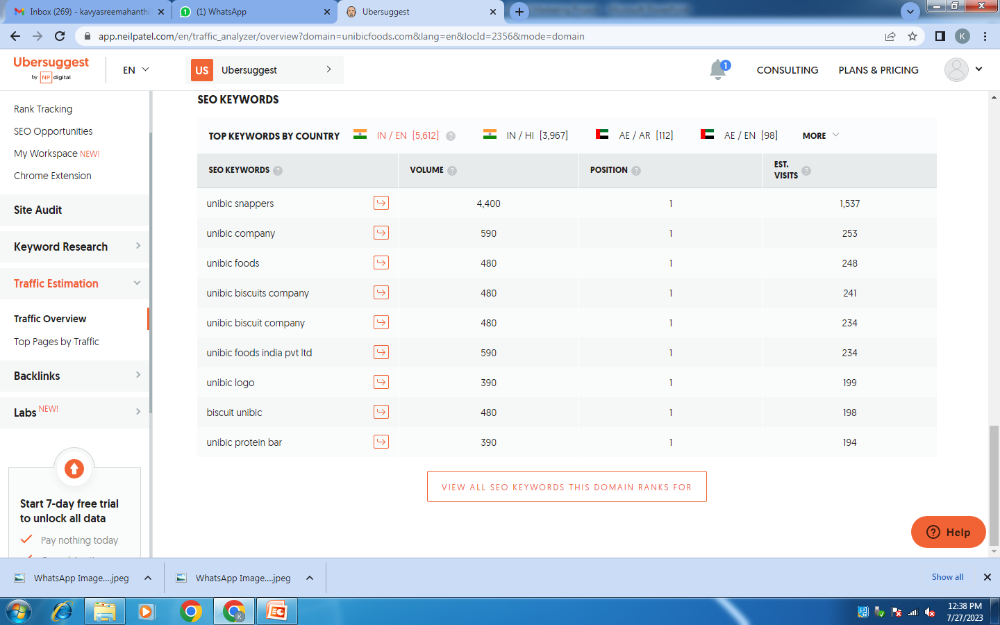 Inbox (269) - kavyasreemahanthi
(1) WhatsApp
Ubersuggest
app.neilpatel.com/en/traffic_analyzer/overview?domain=unibicfoods.com&lang=en&locId=2356&mode=domain
K
Ubersuggest
by NP digital
EN
US Ubersuggest
1
CONSULTING
PLANS & PRICING
Rank Tracking
SEO Opportunities
My Workspace NEW!
Chrome Extension
Site Audit
Keyword Research
Traffic Estimation
Traffic Overview
Top Pages by Traffic
Backlinks
Labs NEW!
Start 7-day free trial
to unlock all data
Pay nothing today
SEO KEYWORDS
TOP KEYWORDS BY COUNTRY IN / EN [5,612] ? IN / HI [3,967] AE / AR [112] AE / EN [98] MORE
SEO KEYWORDS ? VOLUME ? POSITION ? EST. VISITS ?
unibic snappers 4,400 1 1,537
unibic company 590 1 253
unibic foods 480 1 248
unibic biscuits company 480 1 241
unibic biscuit company 480 1 234
unibic foods india pvt ltd 590 1 234
unibic logo 390 1 199
biscuit unibic 480 1 198
unibic protein bar 390 1 194
VIEW ALL SEO KEYWORDS THIS DOMAIN RANKS FOR
? Help
WhatsApp Image....jpeg
WhatsApp Image....jpeg
Show all
K
12:38 PM
7/27/2023